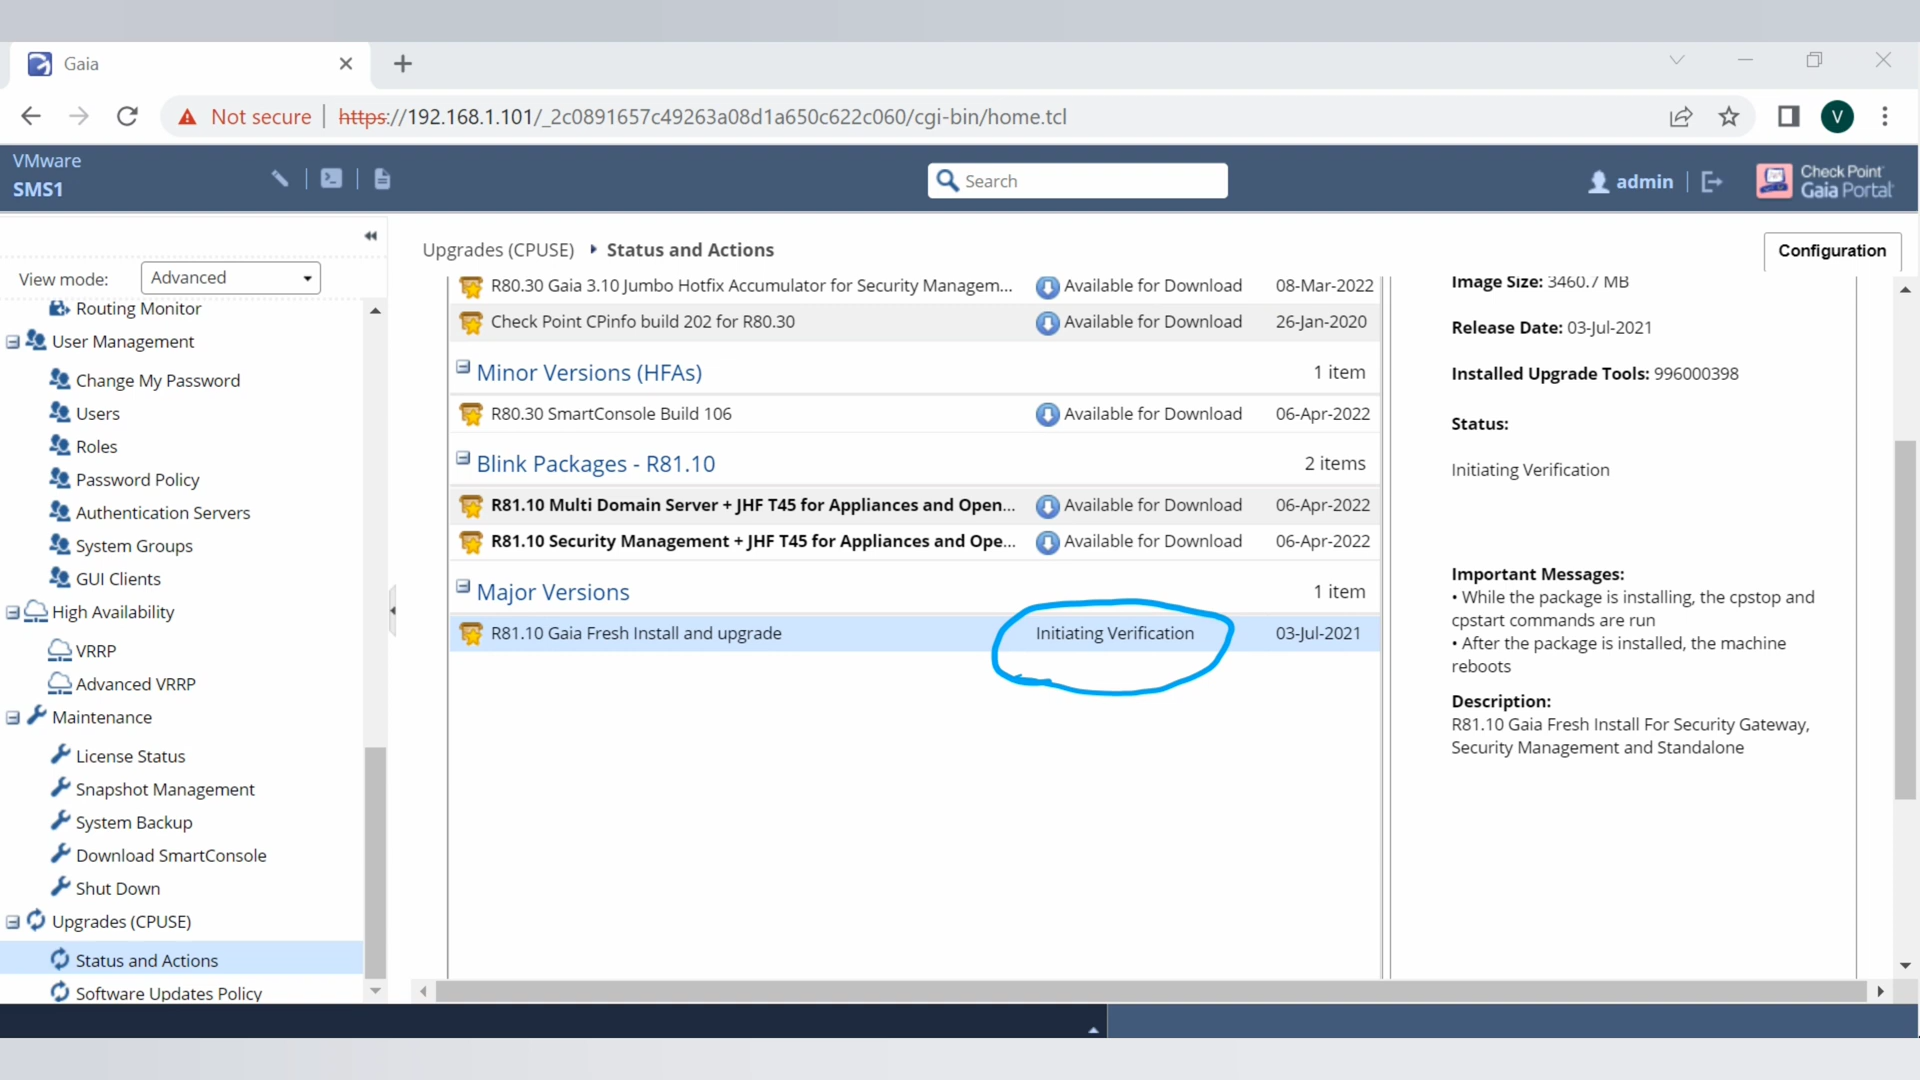 Gaia
Not secure https://192.168.1.101/_2c0891657c49263a08d1a650c622c060/cgi-bin/home.tcl
V
VMware
SMS1
Search
admin
Check Point
Gaia Portal
Upgrades (CPUSE) Status and Actions
Configuration
View mode: Advanced
Routing Monitor
User Management
Change My Password
Users
Roles
Password Policy
Authentication Servers
System Groups
GUI Clients
High Availability
VRRP
Advanced VRRP
Maintenance
License Status
Snapshot Management
System Backup
Download SmartConsole
Shut Down
Upgrades (CPUSE)
Status and Actions
Software Updates Policy
R80.30 Gaia 3.10 Jumbo Hotfix Accumulator for Security Managem... Available for Download 08-Mar-2022
Check Point CPinfo build 202 for R80.30 Available for Download 26-Jan-2020
Minor Versions (HFAs) 1 item
R80.30 SmartConsole Build 106 Available for Download 06-Apr-2022
Blink Packages - R81.10 2 items
R81.10 Multi Domain Server + JHF T45 for Appliances and Open... Available for Download 06-Apr-2022
R81.10 Security Management + JHF T45 for Appliances and Ope... Available for Download 06-Apr-2022
Major Versions 1 item
R81.10 Gaia Fresh Install and upgrade Initiating Verification 03-Jul-2021
Image Size: 3460.7 MB
Release Date: 03-Jul-2021
Installed Upgrade Tools: 996000398
Status:
Initiating Verification
Important Messages:
• While the package is installing, the cpstop and
cpstart commands are run
• After the package is installed, the machine
reboots
Description:
R81.10 Gaia Fresh Install For Security Gateway,
Security Management and Standalone